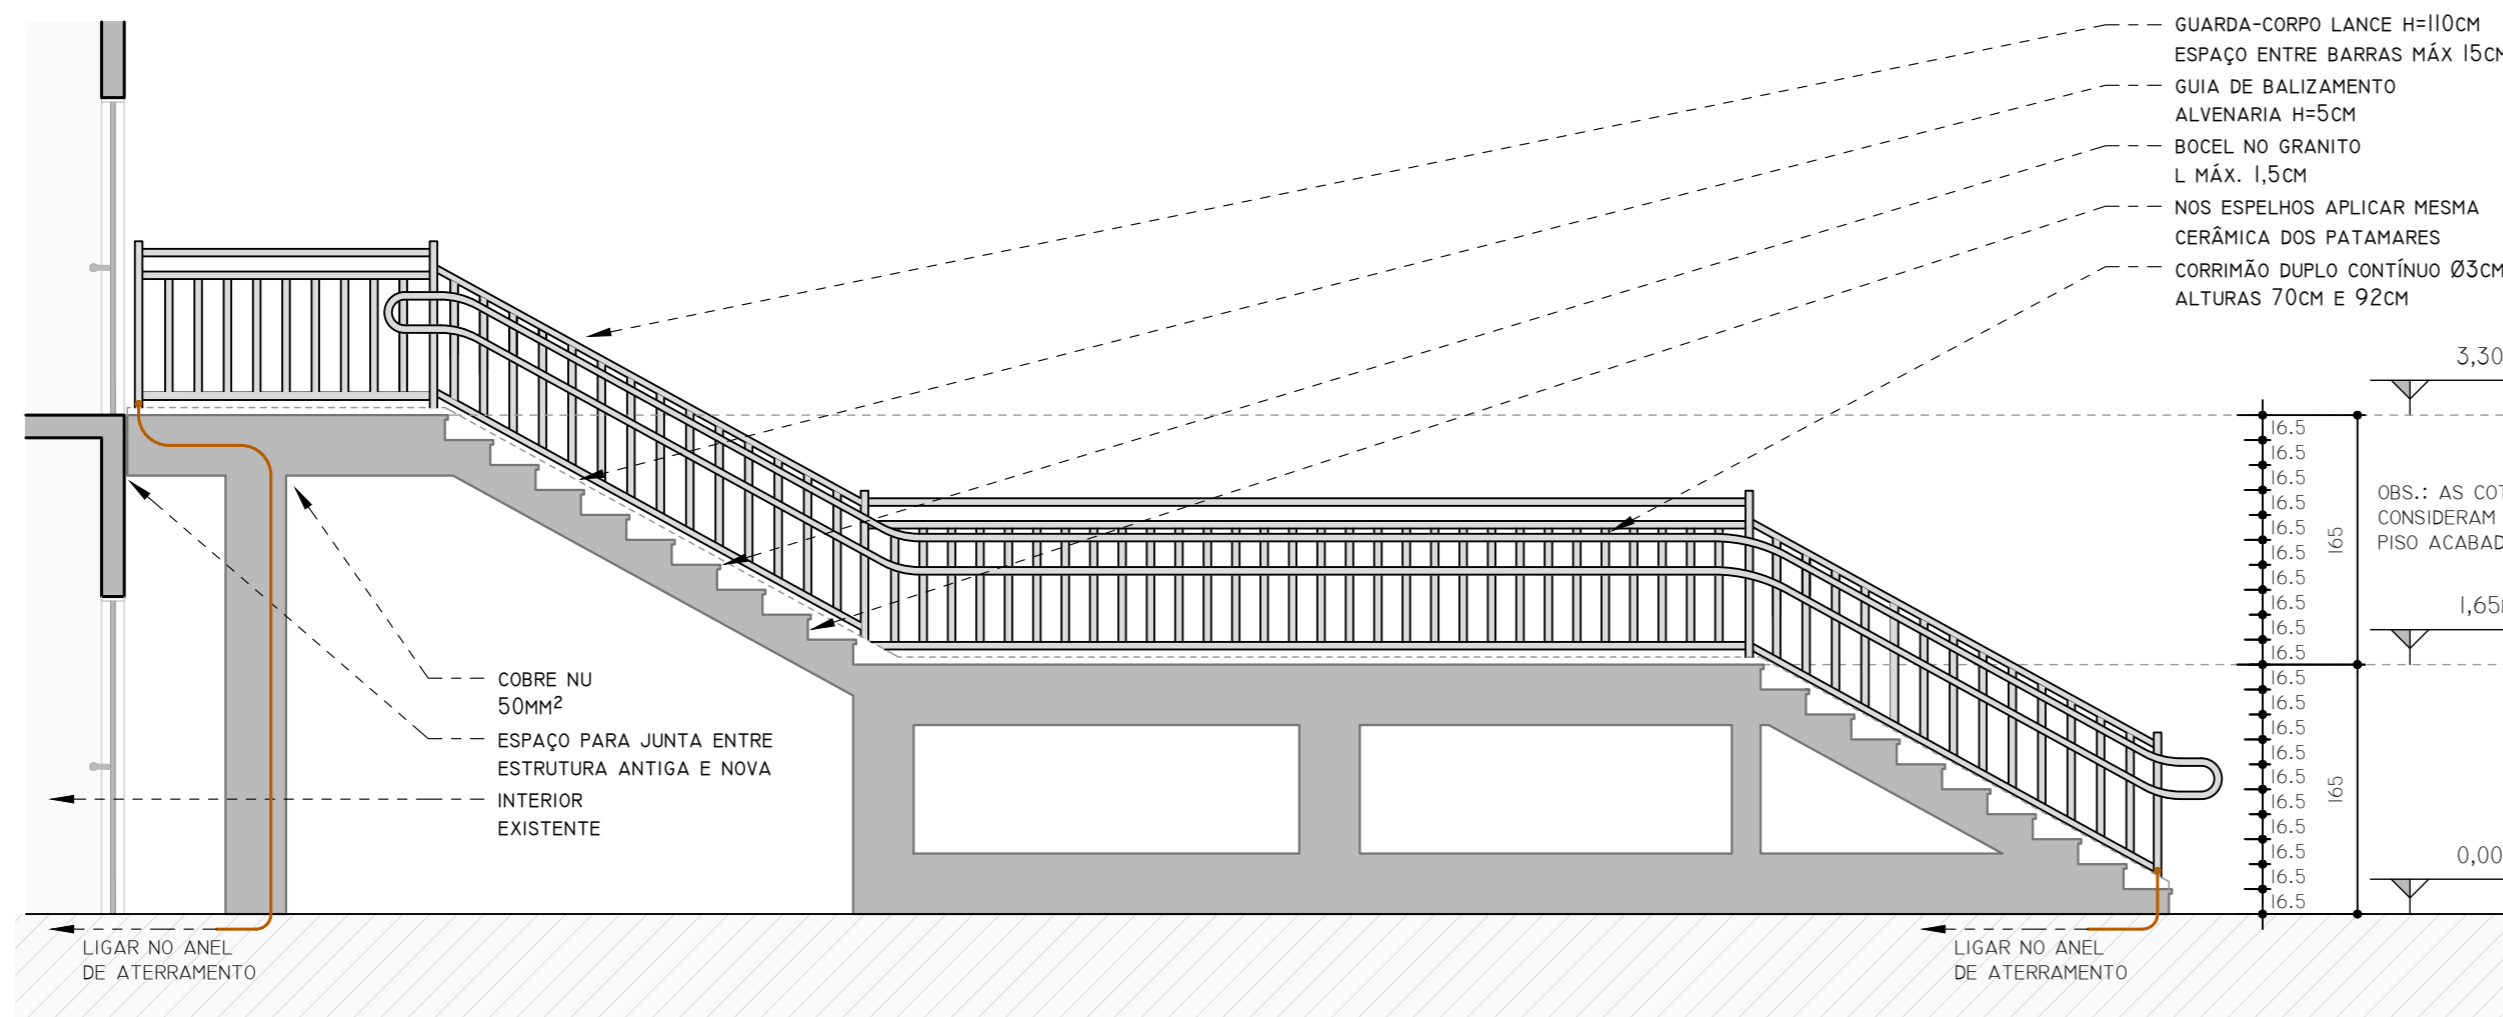 GUARDA-CORPO LANCE H=110CM
ESPAÇO ENTRE BARRAS MÁX 15CM
GUIA DE BALIZAMENTO
ALVENARIA H=5CM
BOCEL NO GRANITO
L MÁX. 1,5CM
NOS ESPELHOS APLICAR MESMA
CERÂMICA DOS PATAMARES
CORRIMÃO DUPLO CONTÍNUO Ø3CM
ALTURAS 70CM E 92CM
3,30
16.5
16.5
16.5
16.5
16.5
16.5
16.5
16.5
16.5
16.5
165
OBS.: AS COT
CONSIDERAM
PISO ACABAD
1,65
16.5
16.5
16.5
16.5
16.5
16.5
16.5
16.5
16.5
16.5
165
0,00
COBRE NU
50MM²
ESPAÇO PARA JUNTA ENTRE
ESTRUTURA ANTIGA E NOVA
INTERIOR
EXISTENTE
LIGAR NO ANEL
DE ATERRAMENTO
LIGAR NO ANEL
DE ATERRAMENTO